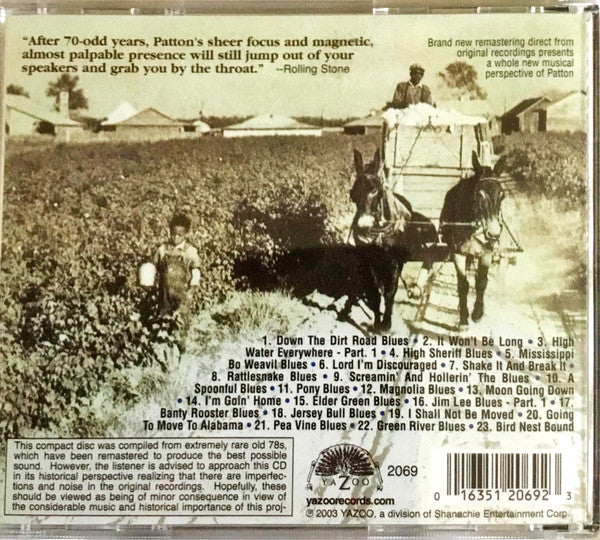 "After 70-odd years, Patton's sheer focus and magnetic,
almost palpable presence will still jump out of your
speakers and grab you by the throat." --Rolling Stone
Brand new remastering direct from
original recordings presents
a whole new musical
perspective of Patton
1. Down The Dirt Road Blues • 2. It Won't Be Long • 3. High
Water Everywhere - Part. 1 • 4. High Sheriff Blues • 5. Mississippi
Bo Weavil Blues • 6. Lord I'm Discouraged • 7. Shake It And Break It
• 8. Rattlesnake Blues • 9. Screamin' And Hollerin' The Blues • 10. A
Spoonful Blues • 11. Pony Blues • 12. Magnolia Blues • 13. Moon Going Down
• 14. I'm Goin' Home • 15. Elder Green Blues • 16. Jim Lee Blues - Part. 1 • 17.
Banty Rooster Blues • 18. Jersey Bull Blues • 19. I Shall Not Be Moved • 20. Going
To Move To Alabama • 21. Pea Vine Blues • 22. Green River Blues • 23. Bird Nest Bound
This compact disc was compiled from extremely rare old 78s,
which have been remastered to produce the best possible
sound. However, the listener is advised to approach this CD
in its historical perspective realizing that there are imperfec-
tions and noise in the original recordings. Hopefully, these
should be viewed as being of minor consequence in view of
the considerable music and historical importance of this proj-
YAZOO
2069
yazoorecords.com
0 16351 20692 3
℗ 2003 YAZOO, a division of Shanachie Entertainment Corp.